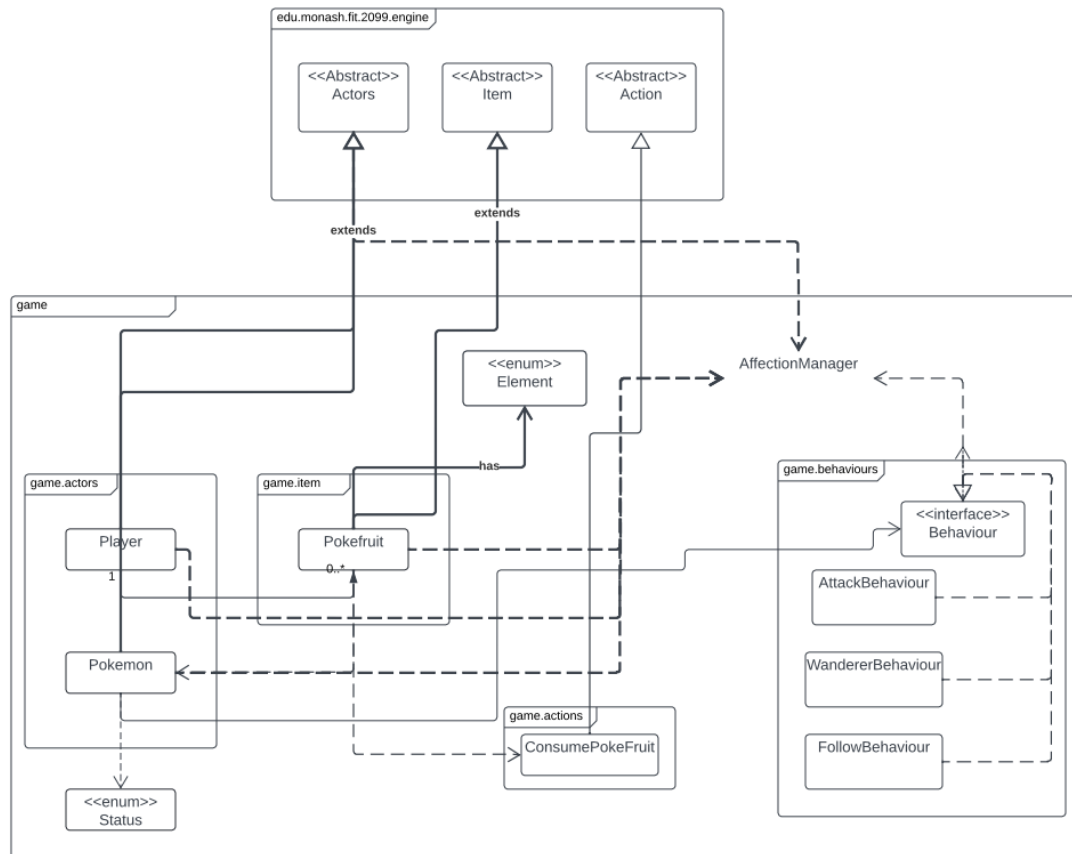 edu.monash.fit.2099.engine
<<Abstract>>
Actors
<<Abstract>>
Item
<<Abstract>>
Action
extends
extends
game
AffectionManager
<<enum>>
Element
has
game.actors
game.item
game.behaviours
<<interface>>
Behaviour
Player
Pokefruit
1
0..*
AttackBehaviour
Pokemon
WandererBehaviour
game.actions
ConsumePokeFruit
FollowBehaviour
<<enum>>
Status